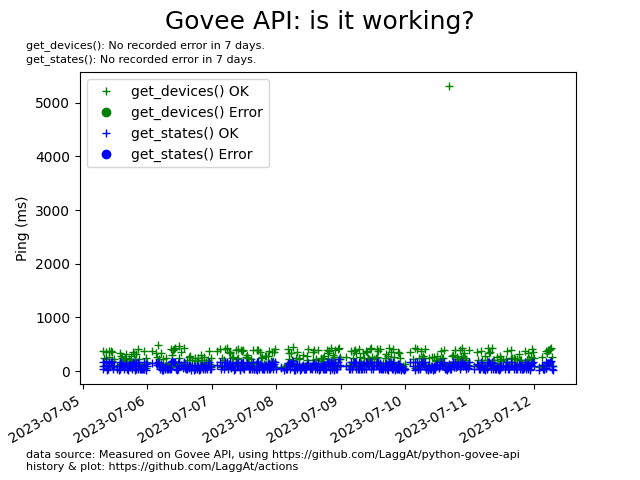 Govee API: is it working?
get_devices(): No recorded error in 7 days.
get_states(): No recorded error in 7 days.
get_devices() OK
get_devices() Error
get_states() OK
get_states() Error
Ping (ms)
5000
4000
3000
2000
1000
0
2023-07-05
2023-07-06
2023-07-07
2023-07-08
2023-07-09
2023-07-10
2023-07-11
2023-07-12
data source: Measured on Govee API, using https://github.com/LaggAt/python-govee-api
history & plot: https://github.com/LaggAt/actions